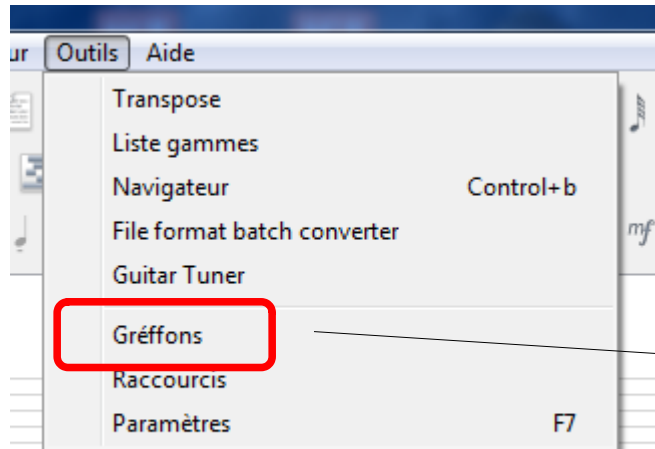 ur Outils Aide
Transpose
Liste gammes
Navigateur Control+b
File format batch converter
Guitar Tuner
Gréffons
Raccourcis
Paramètres F7
mf